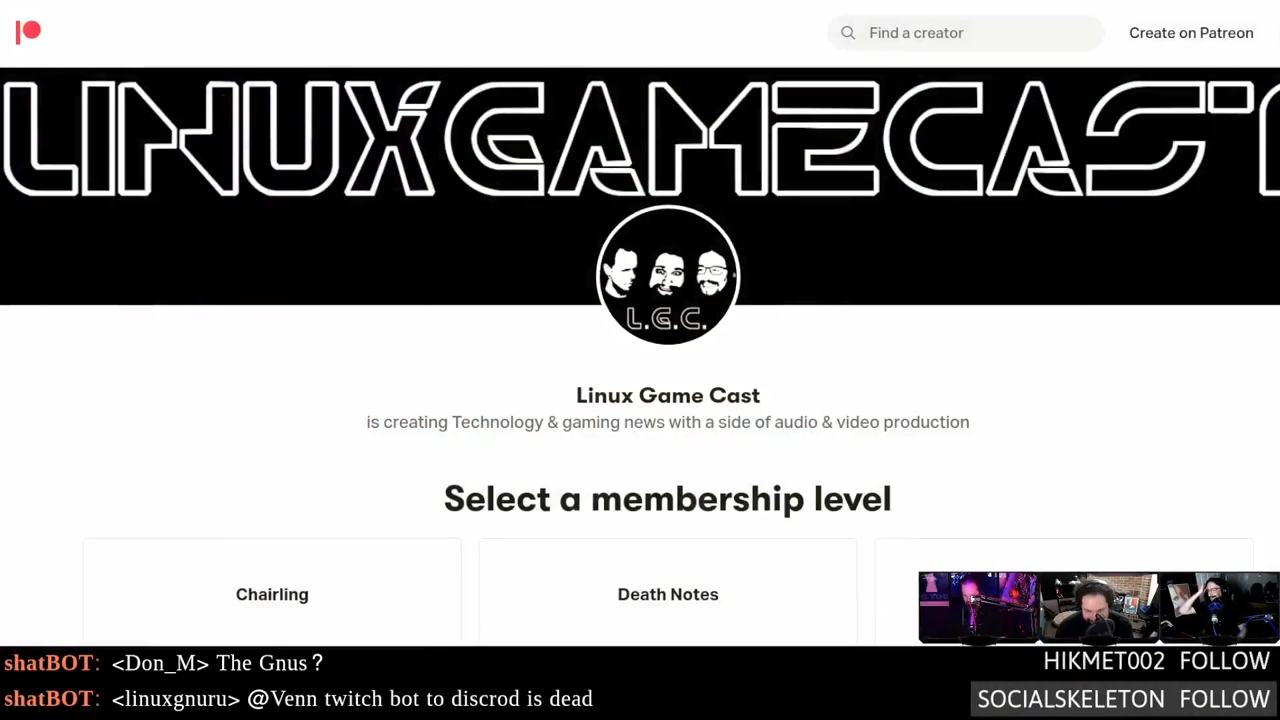 Find a creator
Create on Patreon
LINUXGAMECAST
L.G.C.
Linux Game Cast
is creating Technology & gaming news with a side of audio & video production
Select a membership level
Chairling
Death Notes
shatBOT: <Don_M> The Gnus?
HIKMET002 FOLLOW
shatBOT: <linuxgnuru> @Venn twitch bot to discrod is dead
SOCIALSKELETON FOLLOW